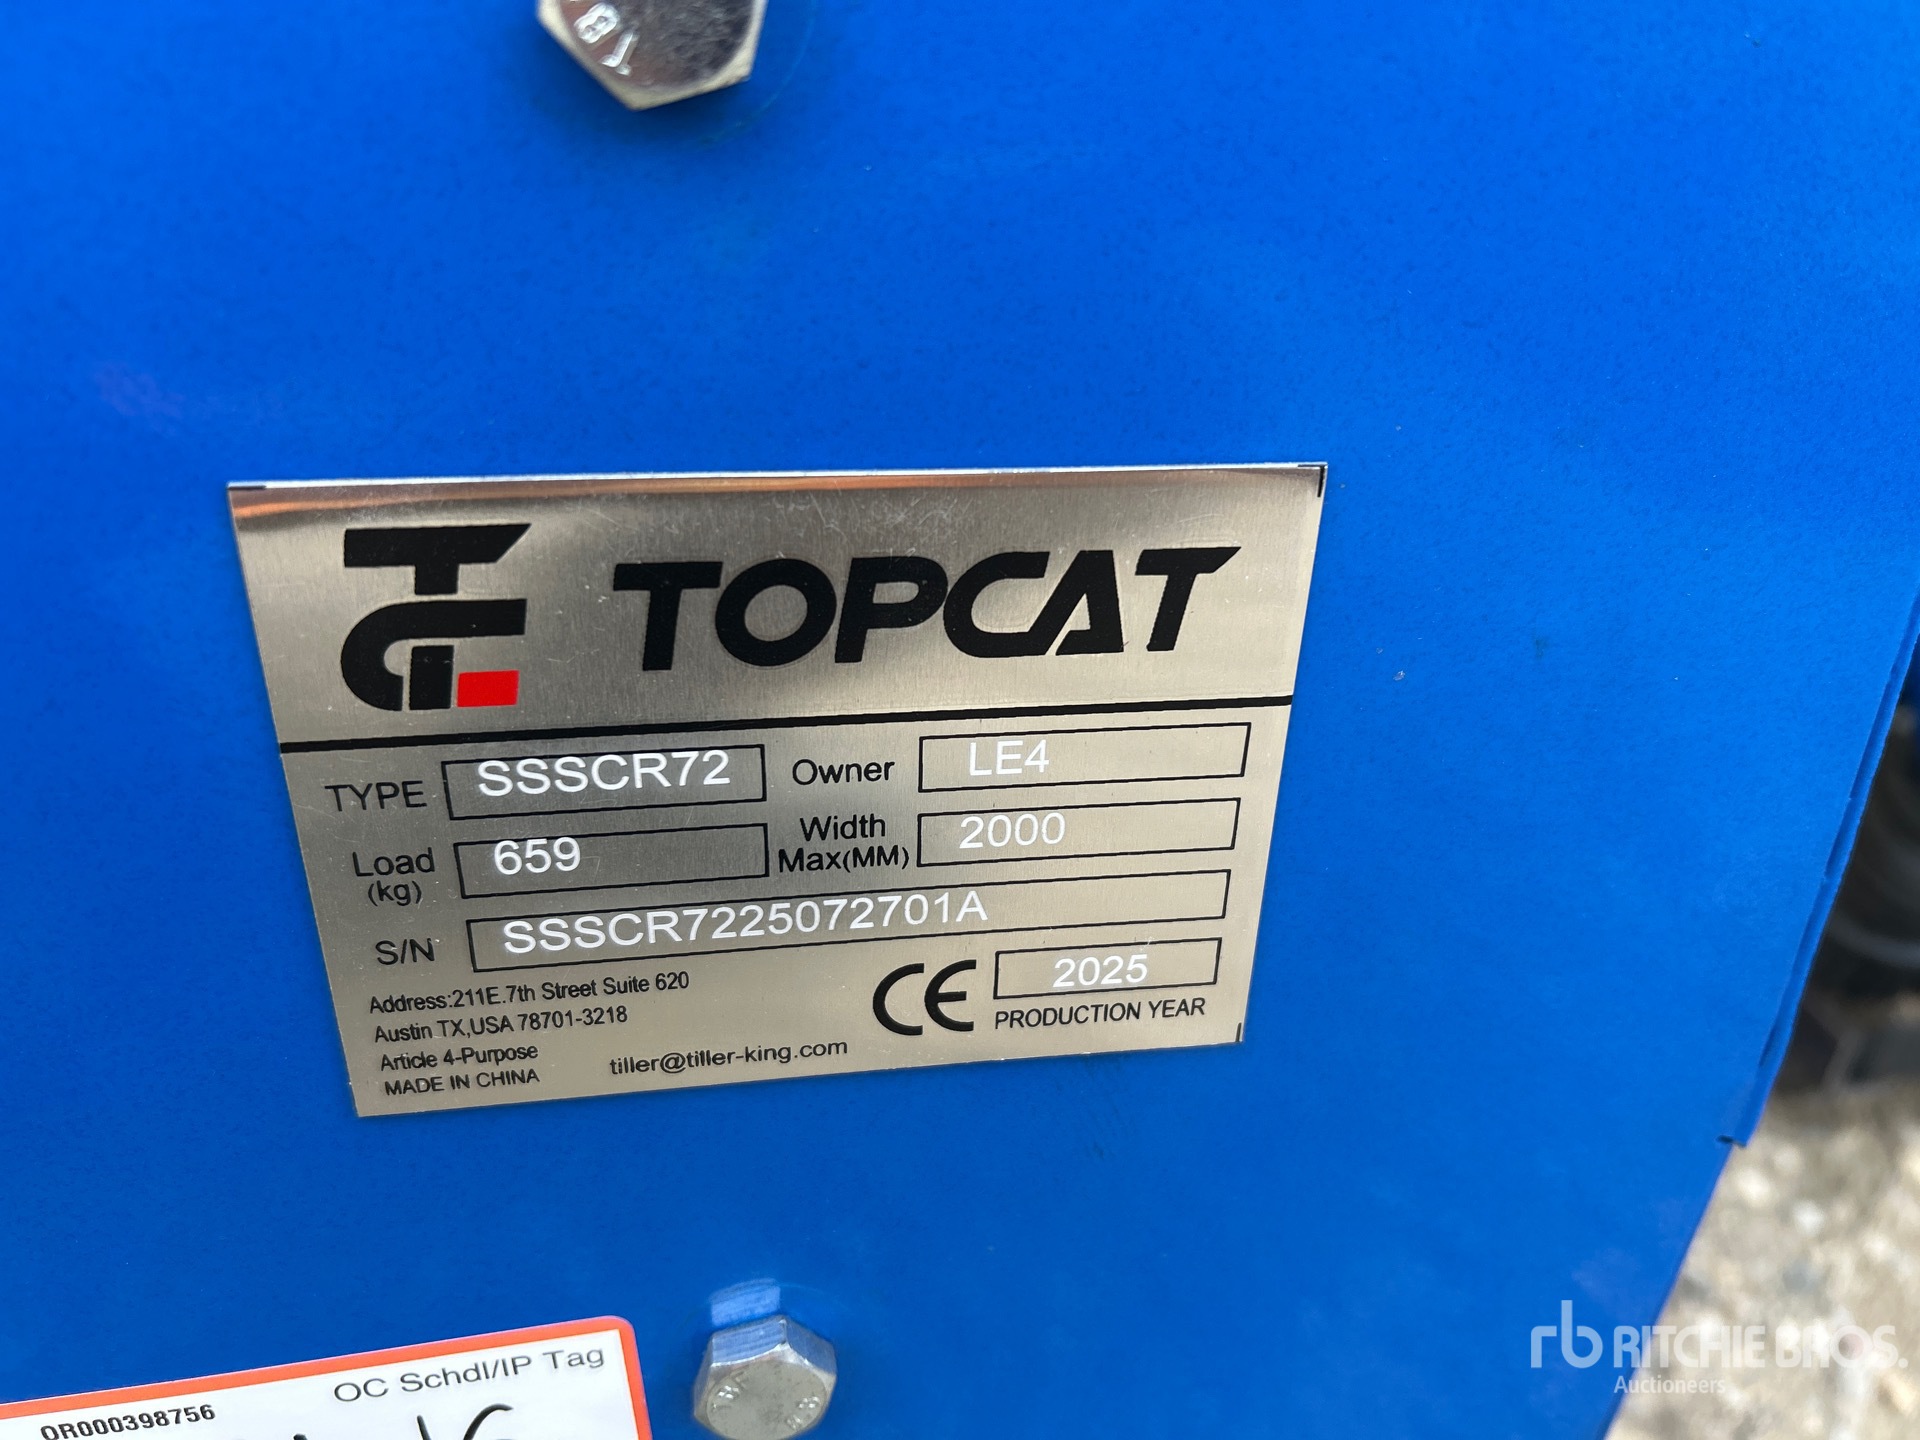 TOPCAT
TYPE SSSCR72 Owner LE4
Load (kg) 659 Width Max(MM) 2000
S/N SSSCR7225072701A
Address:211E.7th Street Suite 620
Austin TX,USA 78701-3218
Article 4-Purpose
MADE IN CHINA
tiller@tiller-king.com
CE 2025
PRODUCTION YEAR
OC Schdl/IP Tag
OR000398756
rb RITCHIE BROS.
Auctioneers